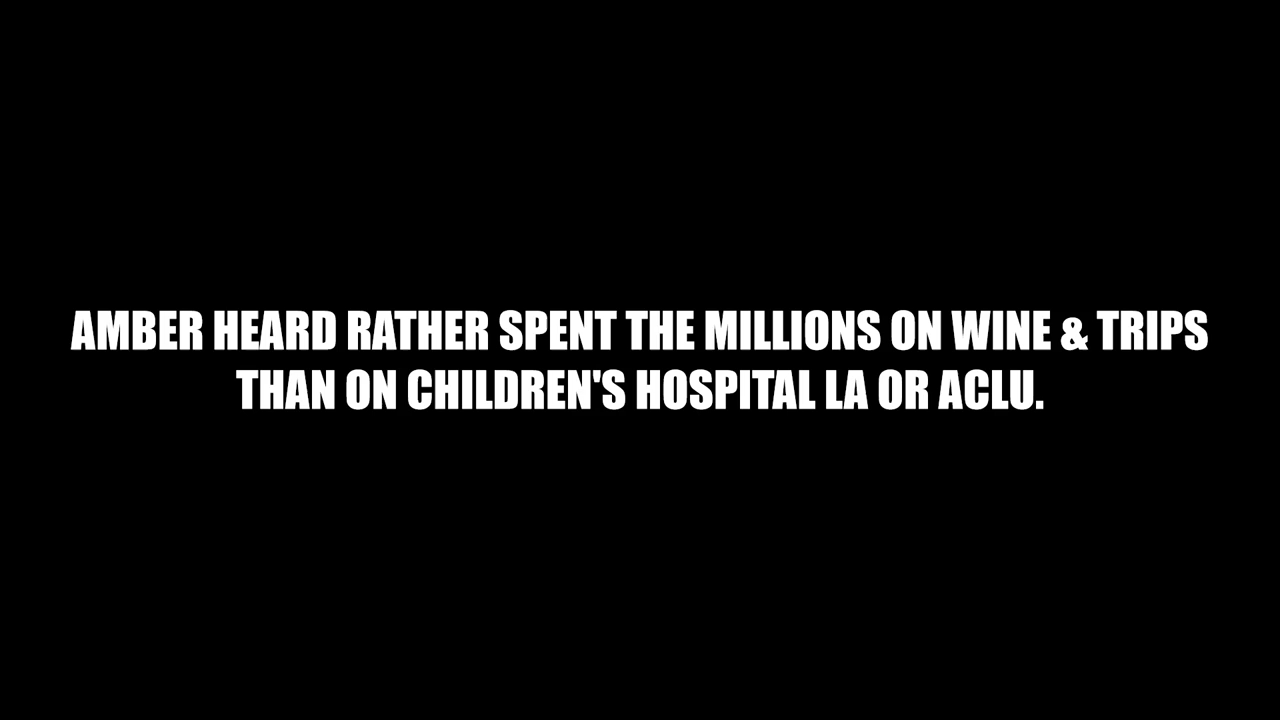 AMBER HEARD RATHER SPENT THE MILLIONS ON WINE & TRIPS
THAN ON CHILDREN'S HOSPITAL LA OR ACLU.